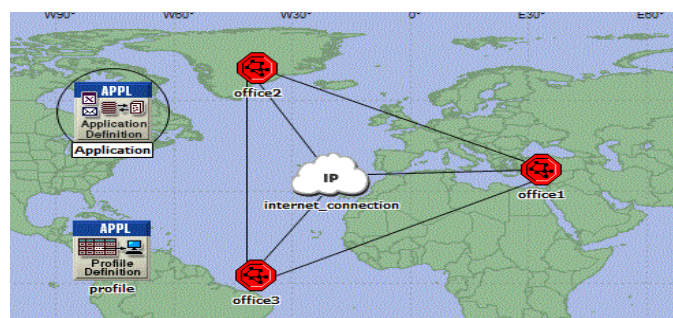 W90° W60° W30° 0° E30° E60°
office2
APPL
Application
Definition
Application
IP
internet_connection
office1
APPL
Profile
Definition
profile
office3